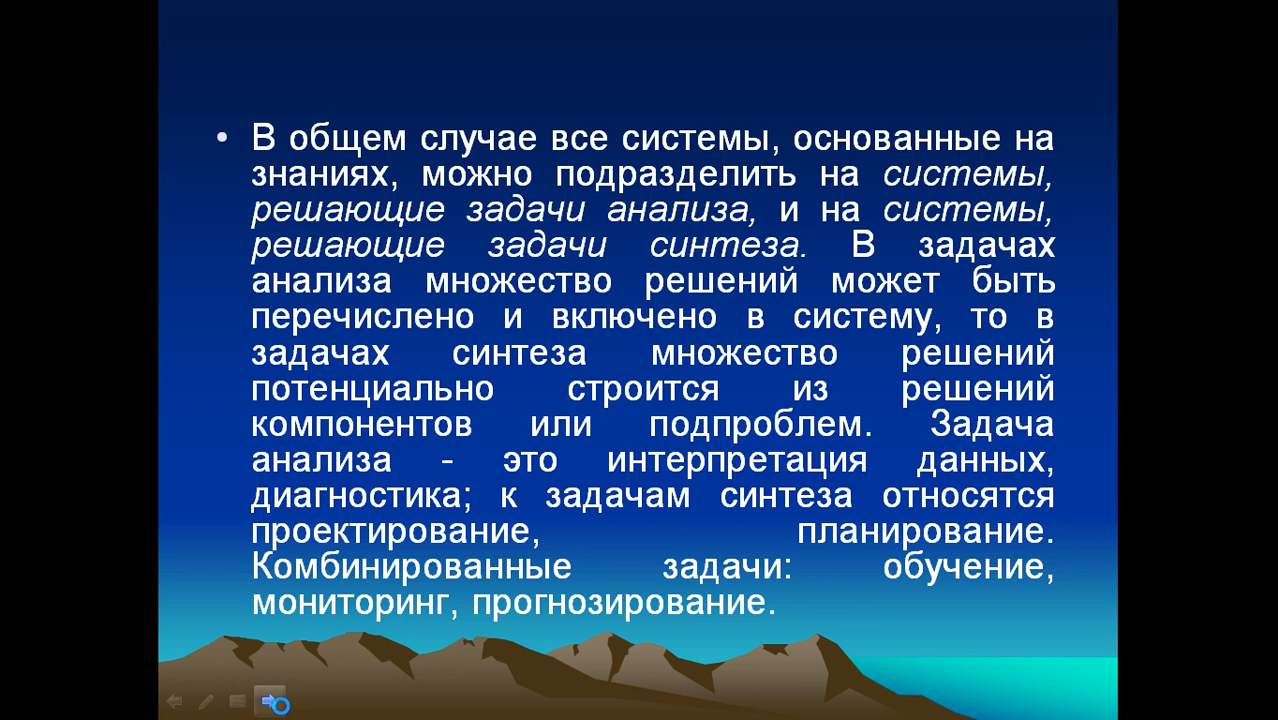 • В общем случае все системы, основанные на
знаниях, можно подразделить на системы,
решающие задачи анализа, и на системы,
решающие задачи синтеза. В задачах
анализа множество решений может быть
перечислено и включено в систему, то в
задачах синтеза множество решений
потенциально строится из решений
компонентов или подпроблем. Задача
анализа - это интерпретация данных,
диагностика; к задачам синтеза относятся
проектирование, планирование.
Комбинированные задачи: обучение,
мониторинг, прогнозирование.